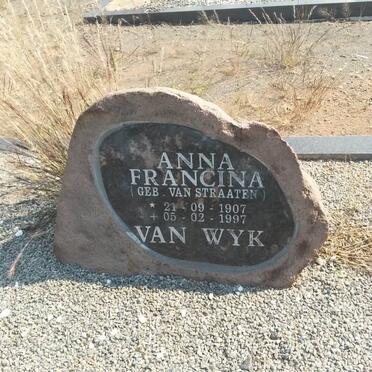 ANNA
FRANCINA
( GEB. VAN STRAATEN )
* 21 - 09 - 1907
+ 05 - 02 - 1997
VAN WYK